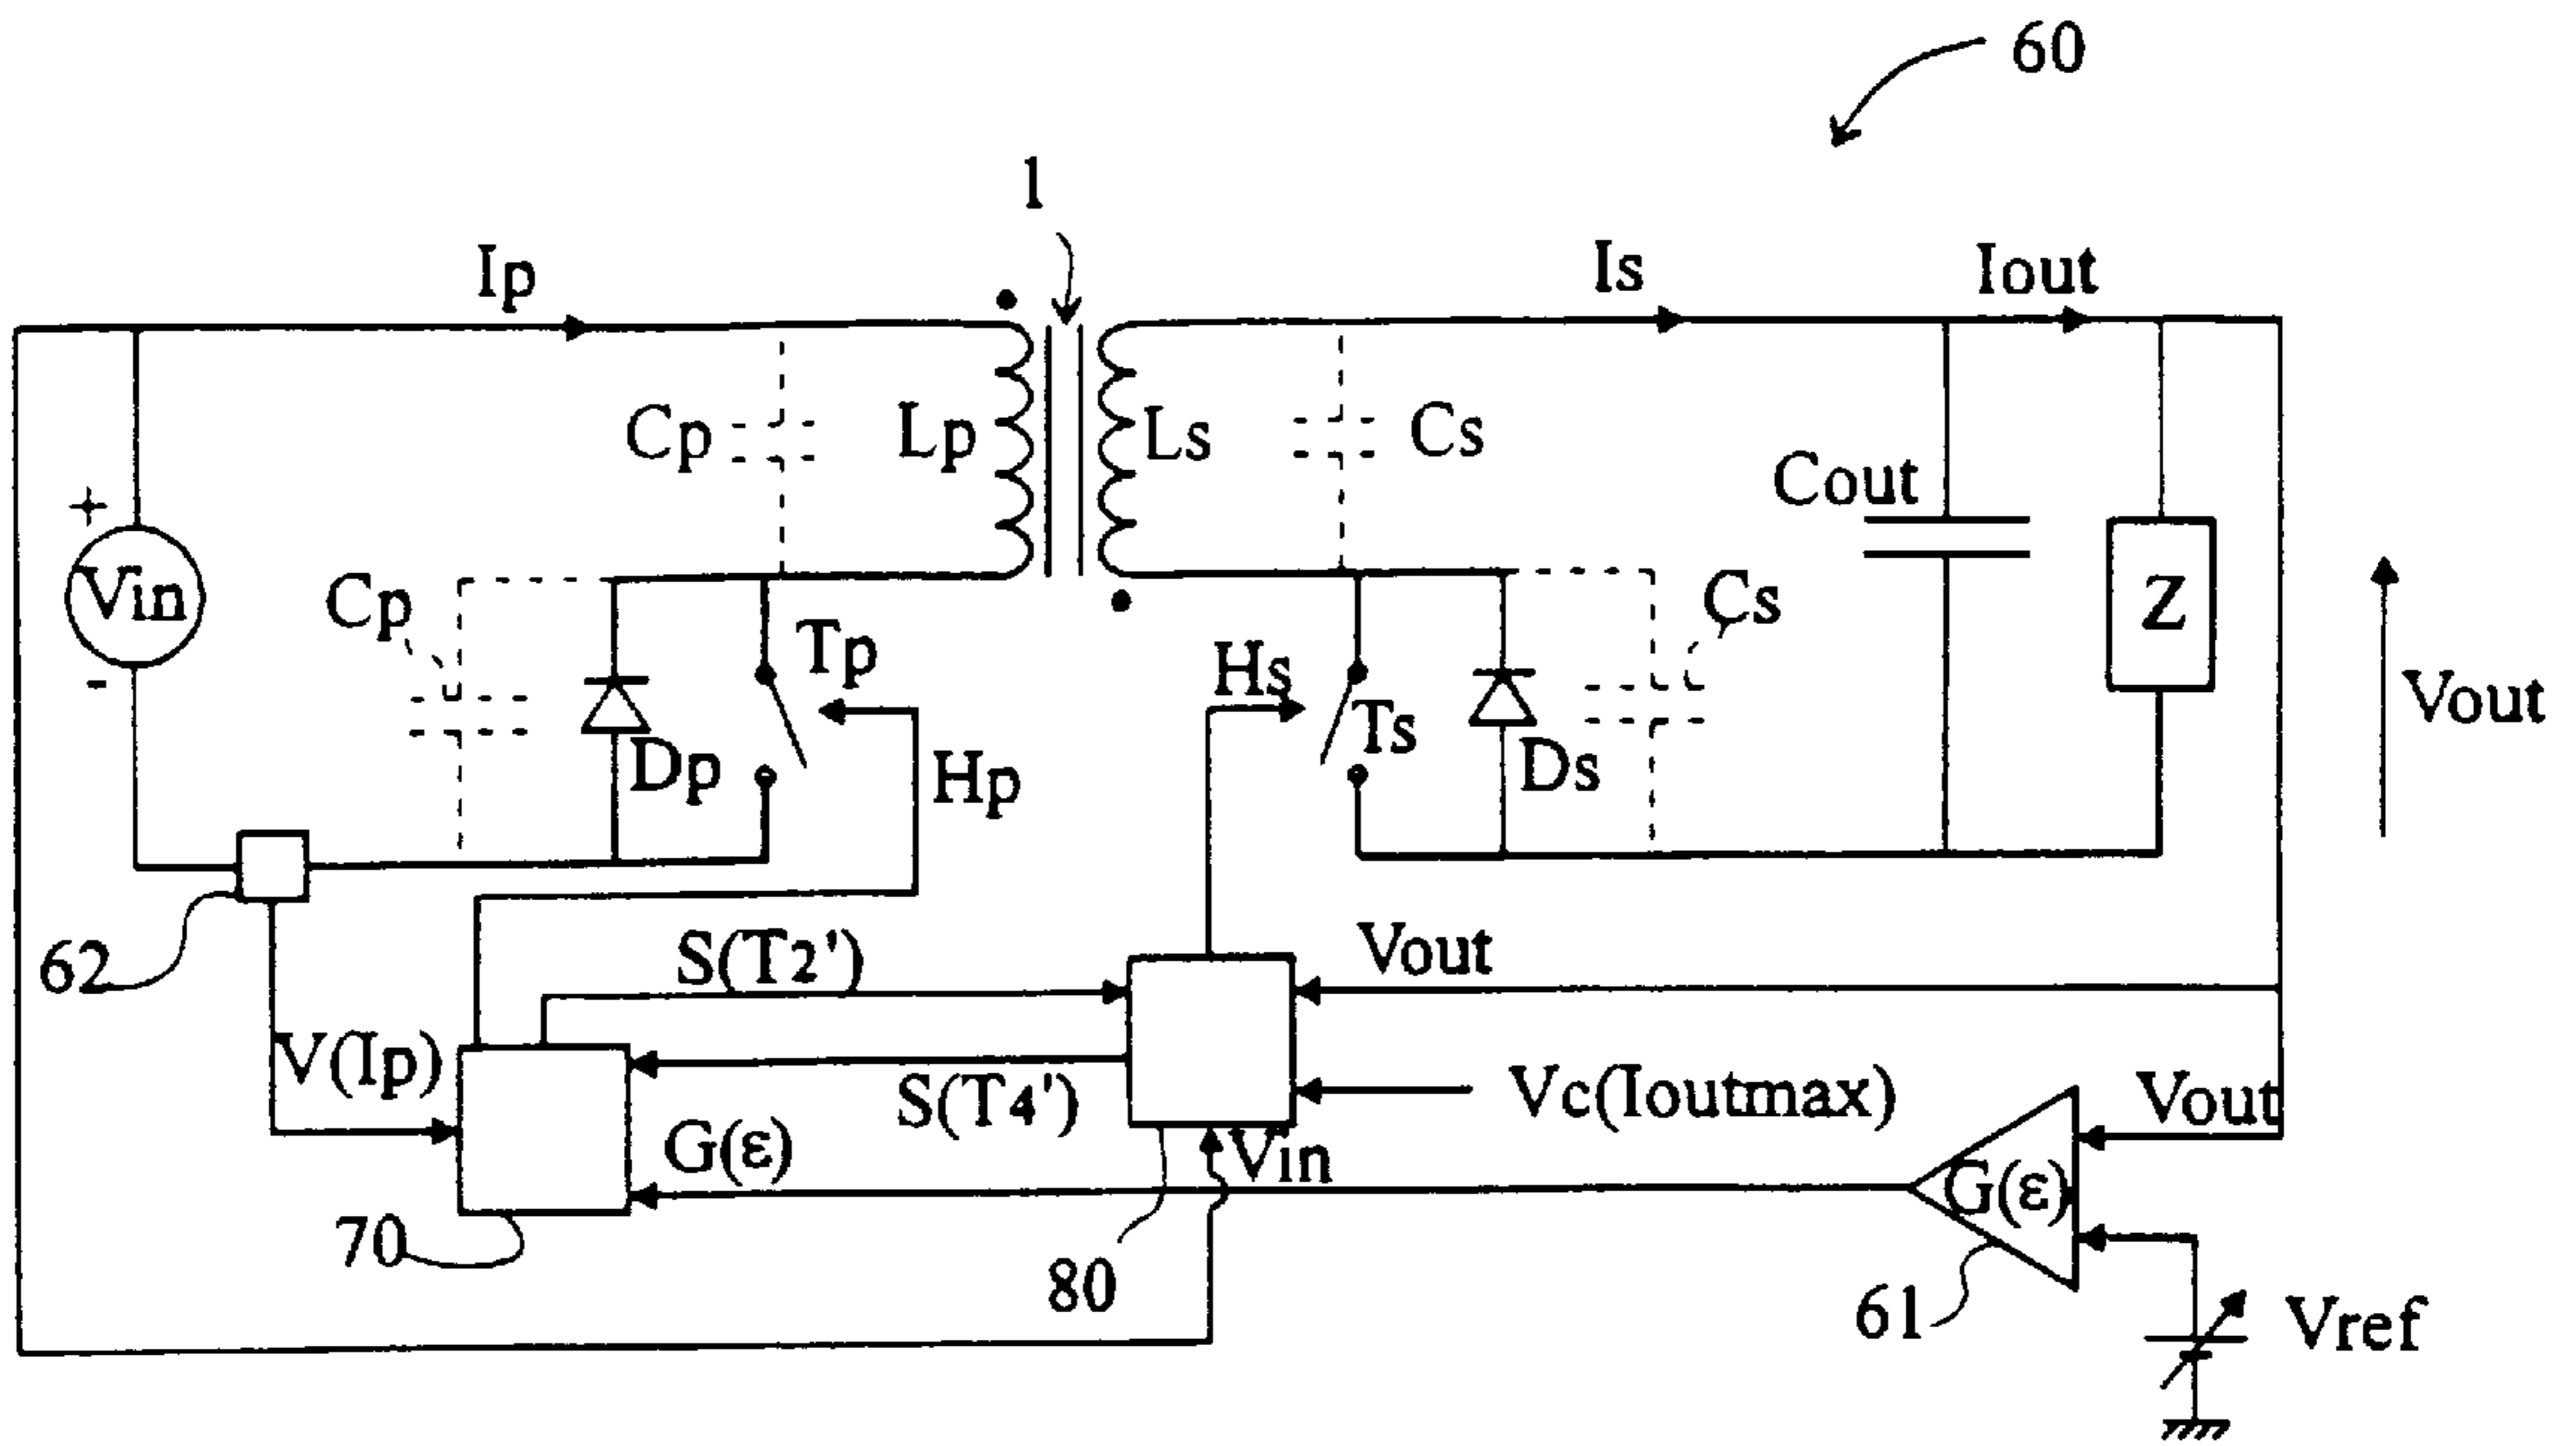 60
1
Ip
Is
Iout
Cp
Lp
Ls
Cs
Cout
+
Vin
-
Cp
Tp
Dp
Hp
Hs
Ts
Ds
Cs
Z
Vout
62
S(T2')
Vout
V(Ip)
S(T4')
Vc(Ioutmax)
Vout
G(ε)
Vin
G(ε)
70
80
61
Vref